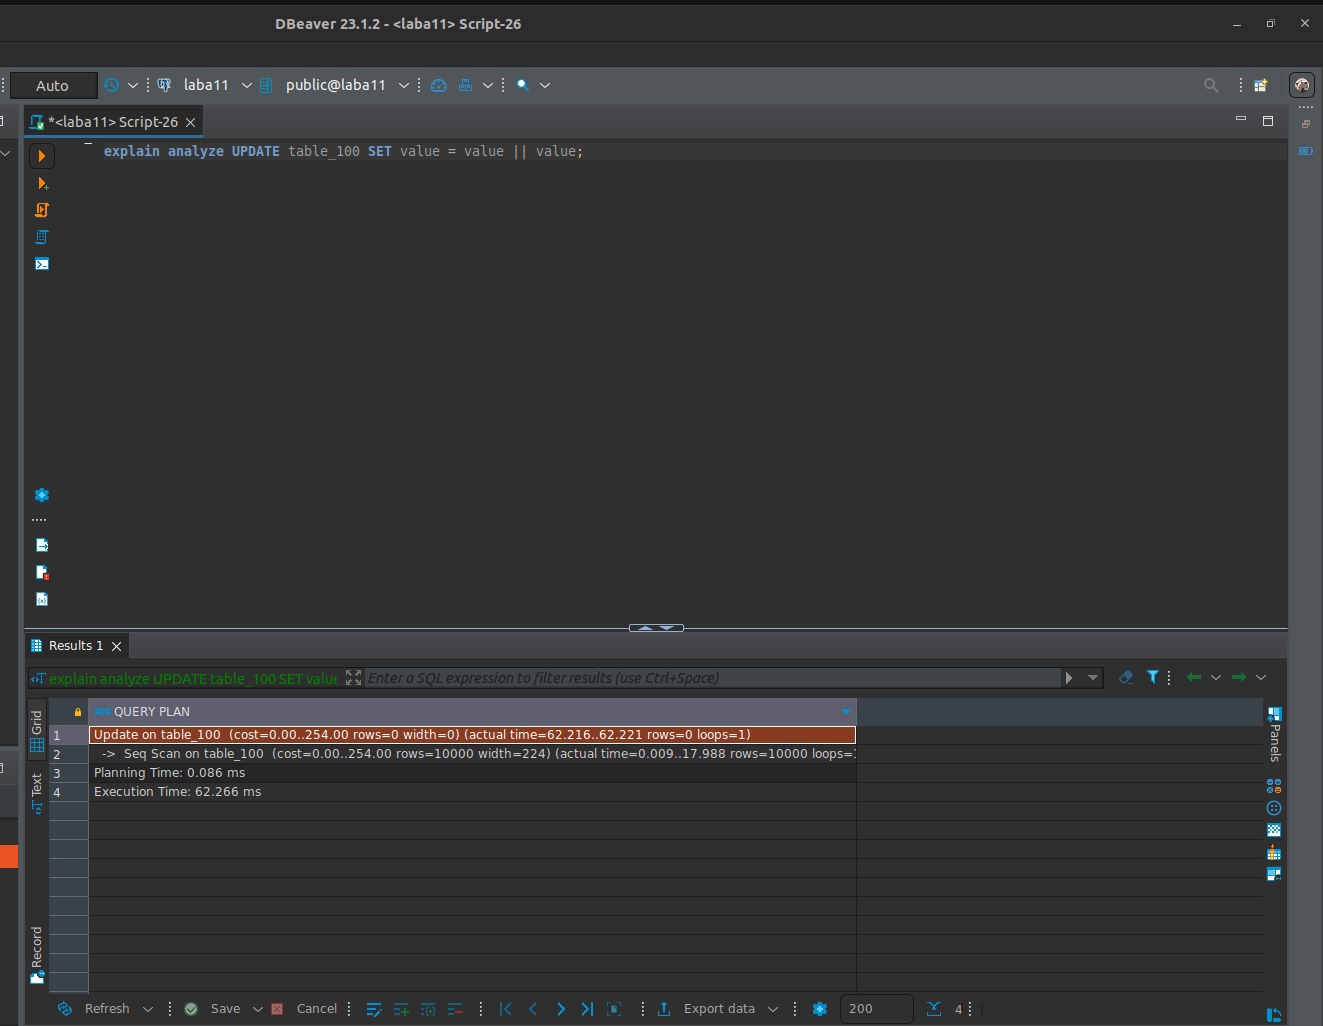 DBeaver 23.1.2 - <laba11> Script-26
Auto laba11 public@laba11
*<laba11> Script-26
explain analyze UPDATE table_100 SET value = value || value;
Results 1
explain analyze UPDATE table_100 SET value Enter a SQL expression to filter results (use Ctrl+Space)
Grid
Text
Record
ABC QUERY PLAN
1 Update on table_100 (cost=0.00..254.00 rows=0 width=0) (actual time=62.216..62.221 rows=0 loops=1)
2 -> Seq Scan on table_100 (cost=0.00..254.00 rows=10000 width=224) (actual time=0.009..17.988 rows=10000 loops=1
3 Planning Time: 0.086 ms
4 Execution Time: 62.266 ms
Panels
Refresh Save Cancel Export data 200 4